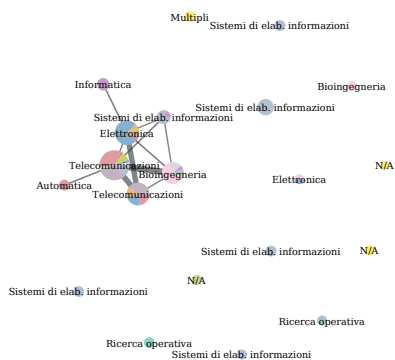 Multipli
Sistemi di elab. informazioni
Informatica
Bioingegneria
Sistemi di elab. informazioni
Sistemi di elab. informazioni
Elettronica
Telecomunicazioni
N/A
Bioingegneria
Elettronica
Automatica
Telecomunicazioni
Sistemi di elab. informazioni
N/A
N/A
Sistemi di elab. informazioni
Ricerca operativa
Ricerca operativa
Sistemi di elab. informazioni